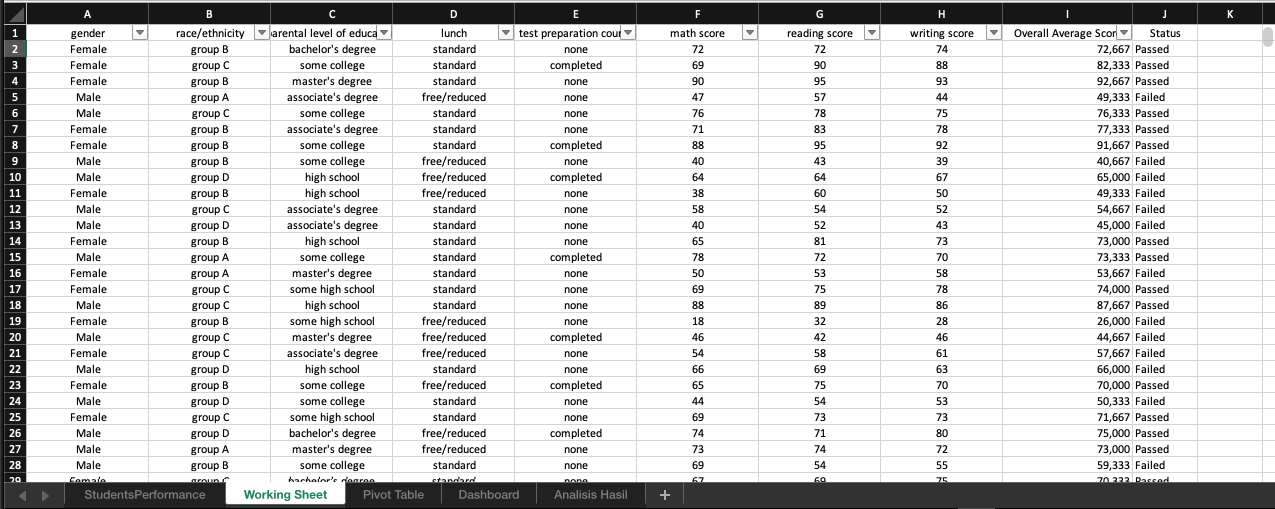 A B C D E F G H I J K
1 gender race/ethnicity arental level of educa lunch test preparation cour math score reading score writing score Overall Average Scor Status
2 Female group B bachelor's degree standard none 72 72 74 72,667 Passed
3 Female group C some college standard completed 69 90 88 82,333 Passed
4 Female group B master's degree standard none 90 95 93 92,667 Passed
5 Male group A associate's degree free/reduced none 47 57 44 49,333 Failed
6 Male group C some college standard none 76 78 75 76,333 Passed
7 Female group B associate's degree standard none 71 83 78 77,333 Passed
8 Female group B some college standard completed 88 95 92 91,667 Passed
9 Male group B some college free/reduced none 40 43 39 40,667 Failed
10 Male group D high school free/reduced completed 64 64 67 65,000 Failed
11 Female group B high school free/reduced none 38 60 50 49,333 Failed
12 Male group C associate's degree standard none 58 54 52 54,667 Failed
13 Male group D associate's degree standard none 40 52 43 45,000 Failed
14 Female group B high school standard none 65 81 73 73,000 Passed
15 Male group A some college standard completed 78 72 70 73,333 Passed
16 Female group A master's degree standard none 50 53 58 53,667 Failed
17 Female group C some high school standard none 69 75 78 74,000 Passed
18 Male group C high school standard none 88 89 86 87,667 Passed
19 Female group B some high school free/reduced none 18 32 28 26,000 Failed
20 Male group C master's degree free/reduced completed 46 42 46 44,667 Failed
21 Female group C associate's degree free/reduced none 54 58 61 57,667 Failed
22 Male group D high school standard none 66 69 63 66,000 Failed
23 Female group B some college free/reduced completed 65 75 70 70,000 Passed
24 Male group D some college standard none 44 54 53 50,333 Failed
25 Female group C some high school standard none 69 73 73 71,667 Passed
26 Male group D bachelor's degree free/reduced completed 74 71 80 75,000 Passed
27 Male group A master's degree free/reduced none 73 74 72 73,000 Passed
28 Male group B some college standard none 69 54 55 59,333 Failed
29 Female group C bachelor's degree standard none 67 69 75 70,333 Passed
StudentsPerformance Working Sheet Pivot Table Dashboard Analisis Hasil +